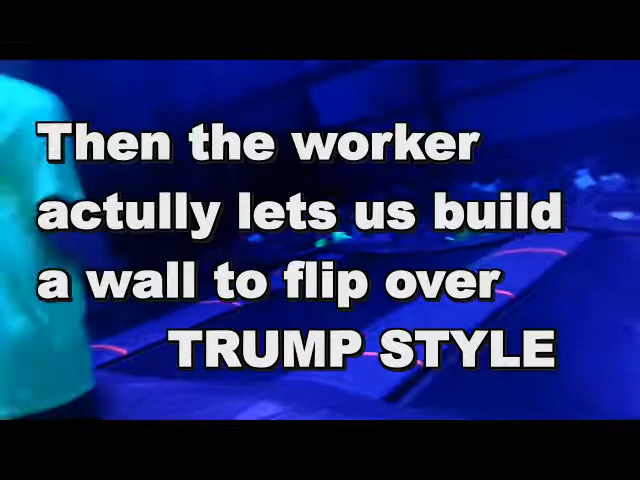 Then the worker
actully lets us build
a wall to flip over
TRUMP STYLE